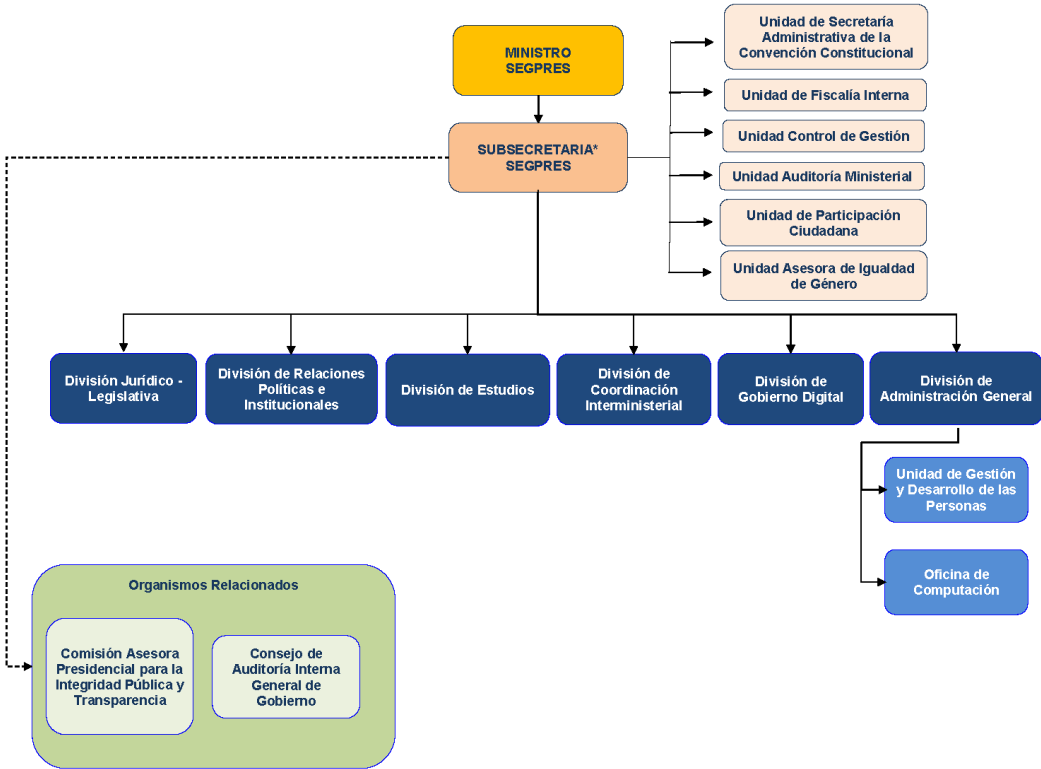 MINISTRO
SEGPRES
SUBSECRETARIA*
SEGPRES
Unidad de Secretaría
Administrativa de la
Convención Constitucional
Unidad de Fiscalía Interna
Unidad Control de Gestión
Unidad Auditoría Ministerial
Unidad de Participación
Ciudadana
Unidad Asesora de Igualdad
de Género
División Jurídico -
Legislativa
División de Relaciones
Políticas e
Institucionales
División de Estudios
División de
Coordinación
Interministerial
División de
Gobierno Digital
División de
Administración General
Unidad de Gestión
y Desarrollo de las
Personas
Oficina de
Computación
Organismos Relacionados
Comisión Asesora
Presidencial para la
Integridad Pública y
Transparencia
Consejo de
Auditoría Interna
General de
Gobierno